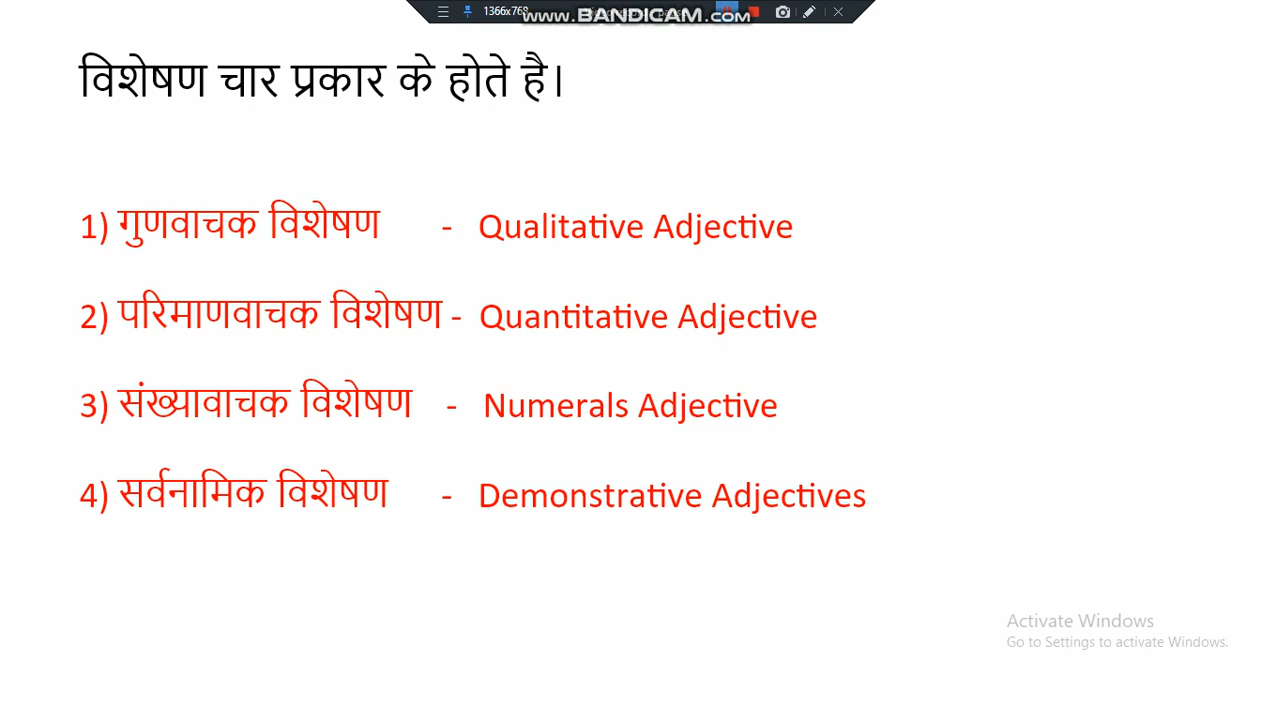 1366x768
www.BANDICAM.com
विशेषण चार प्रकार के होते है।
1) गुणवाचक विशेषण - Qualitative Adjective
2) परिमाणवाचक विशेषण - Quantitative Adjective
3) संख्यावाचक विशेषण - Numerals Adjective
4) सर्वनामिक विशेषण - Demonstrative Adjectives
Activate Windows
Go to Settings to activate Windows.